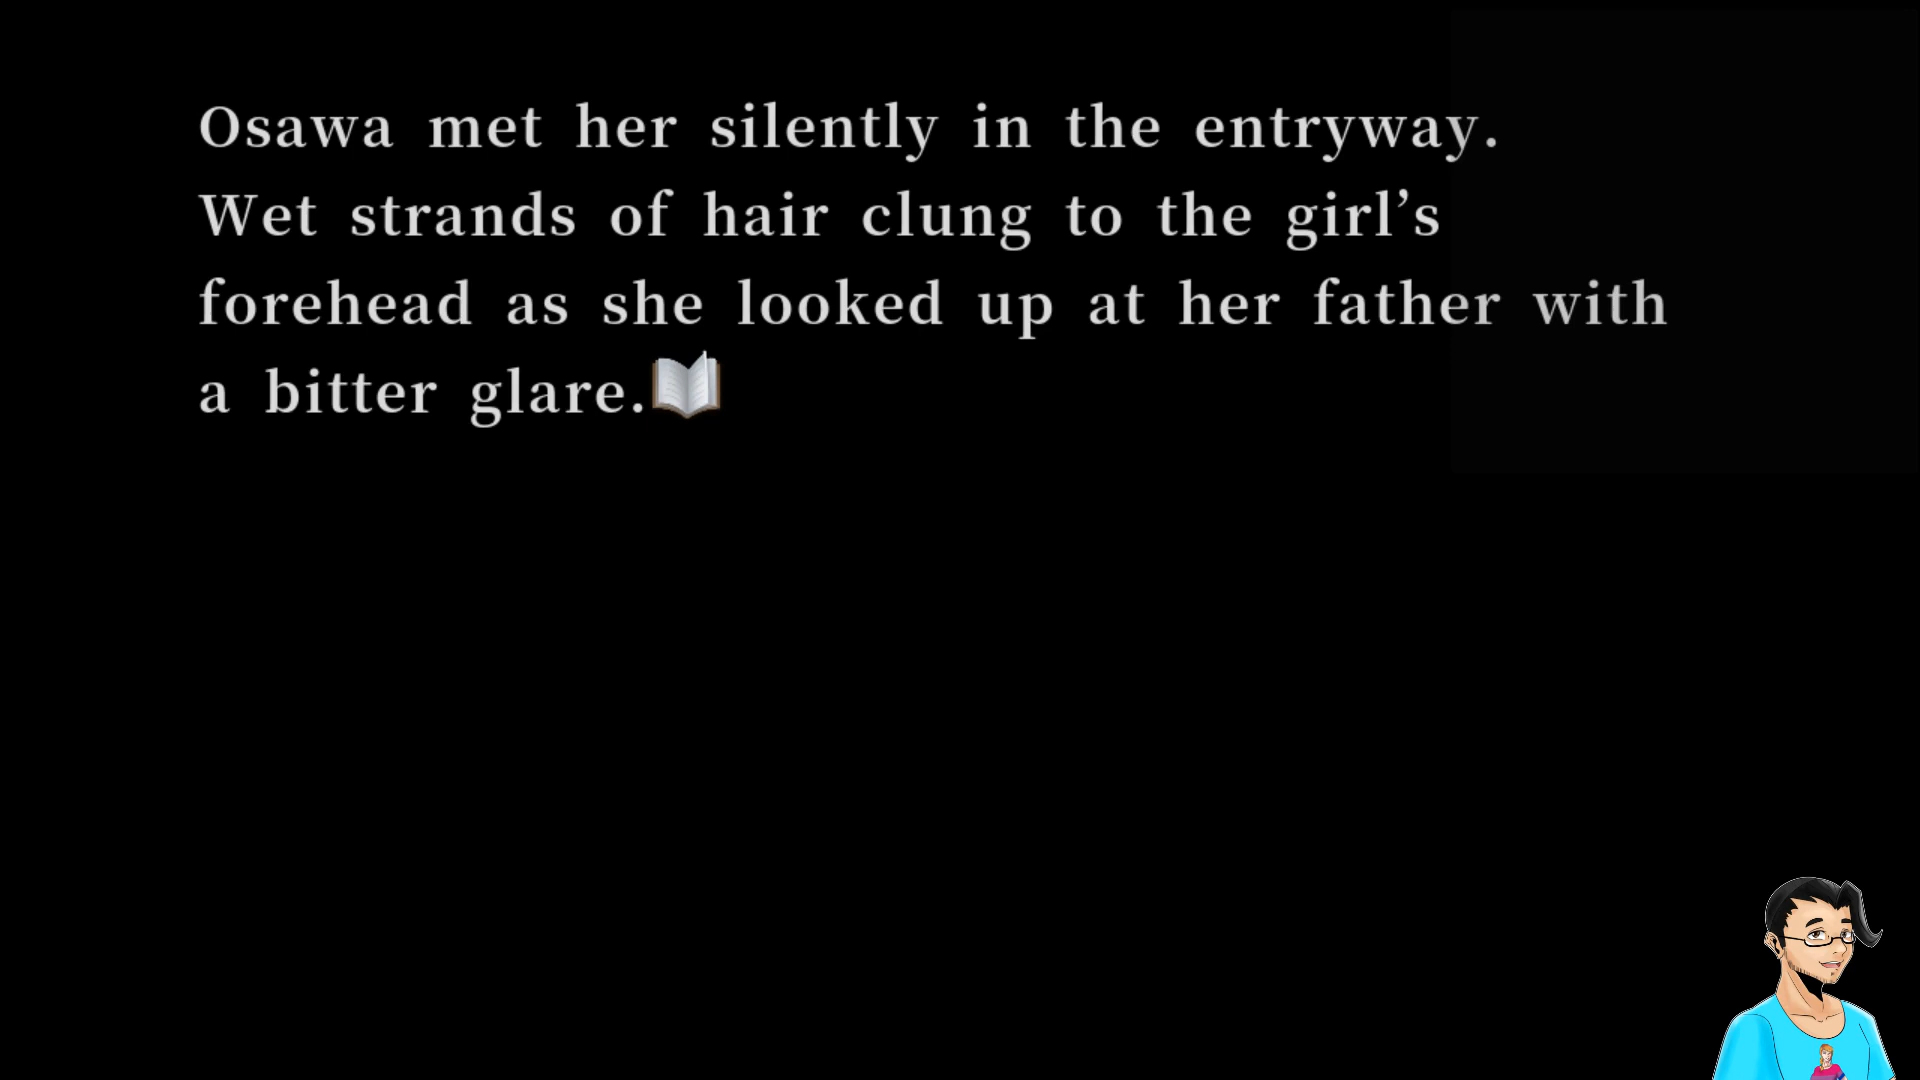 Osawa met her silently in the entryway.
Wet strands of hair clung to the girl’s
forehead as she looked up at her father with
a bitter glare.